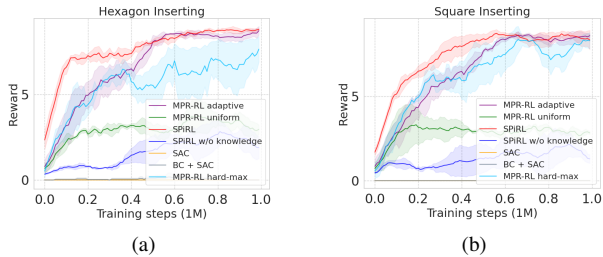 Hexagon Inserting
Reward
5
0
MPR-RL adaptive
MPR-RL uniform
SPiRL
SPiRL w/o knowledge
SAC
BC + SAC
MPR-RL hard-max
0.0 0.2 0.4 0.6 0.8 1.0
Training steps (1M)
(a)
Square Inserting
Reward
5
0
MPR-RL adaptive
MPR-RL uniform
SPiRL
SPiRL w/o knowledge
SAC
BC + SAC
MPR-RL hard-max
0.0 0.2 0.4 0.6 0.8 1.0
Training steps (1M)
(b)